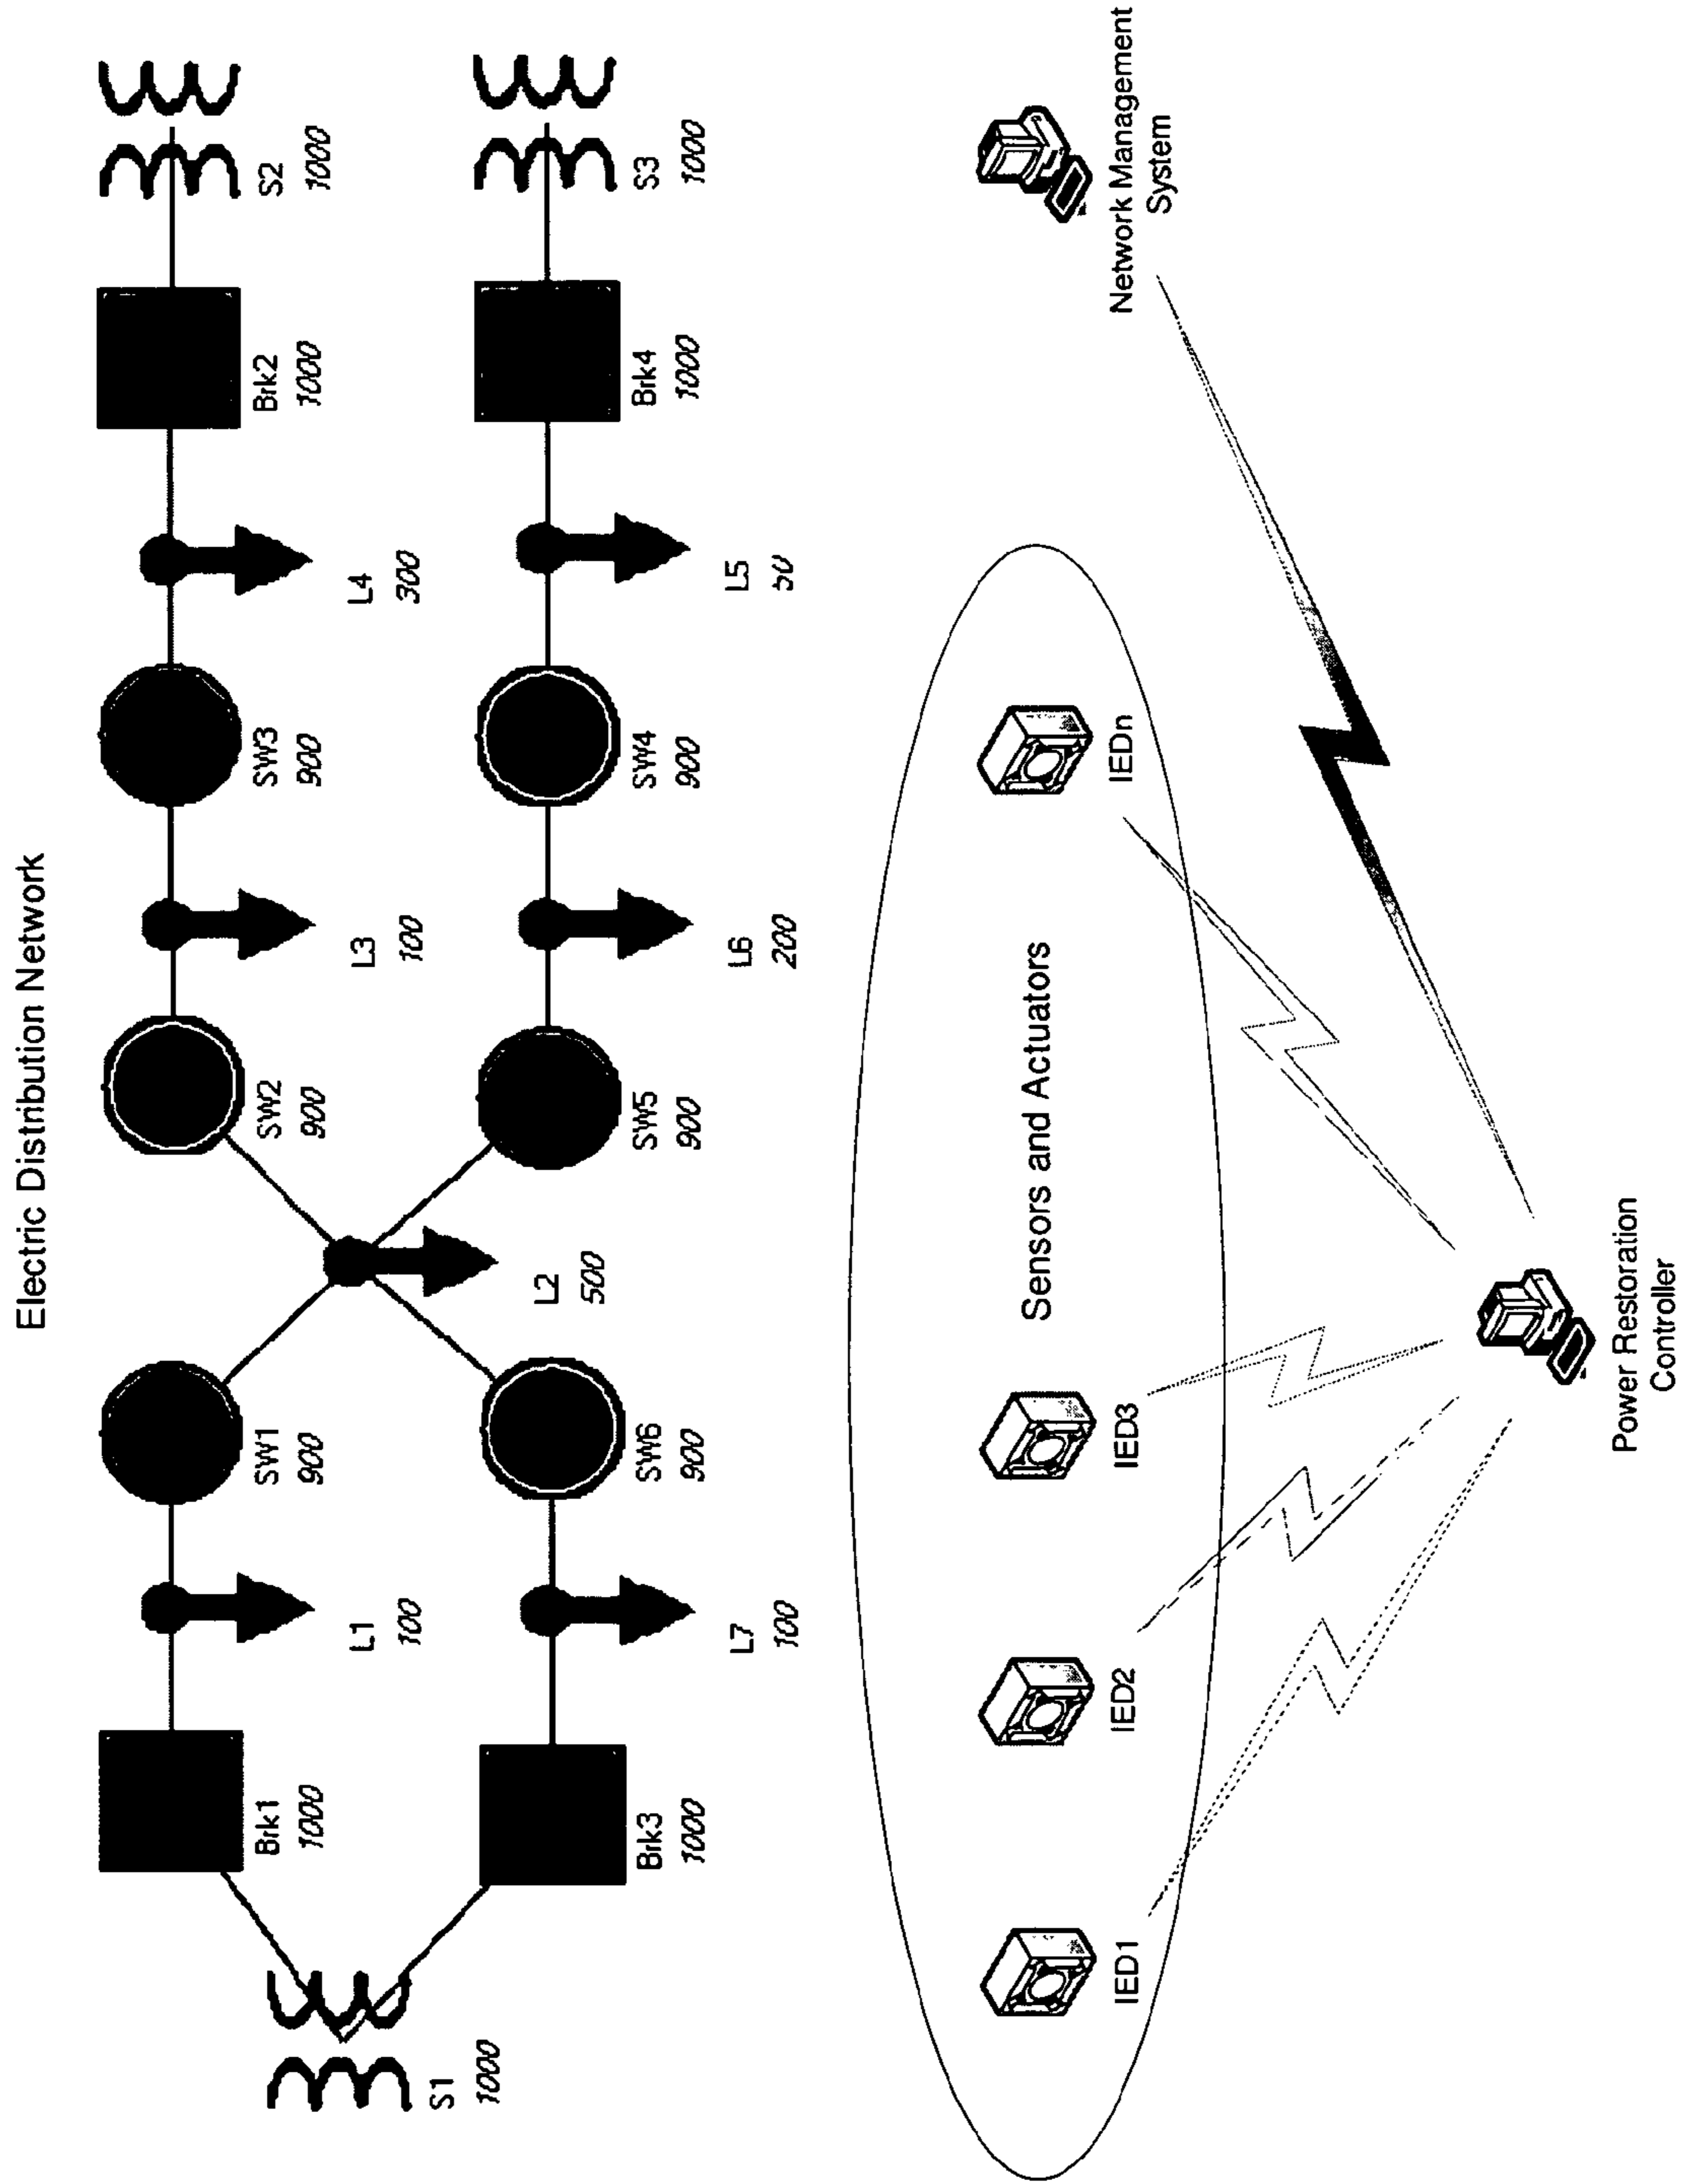 Electric Distribution Network
S1
1000
Brk1
1000
L1
100
SW1
900
SW2
900
L3
100
SW3
900
L4
300
Brk2
1000
S2
1000
L2
500
Brk3
1000
L7
100
SW6
900
SW5
900
L6
200
SW4
900
L5
50
Brk4
1000
S3
1000
Sensors and Actuators
IED1
IED2
IED3
IEDn
Network Management
System
Power Restoration
Controller